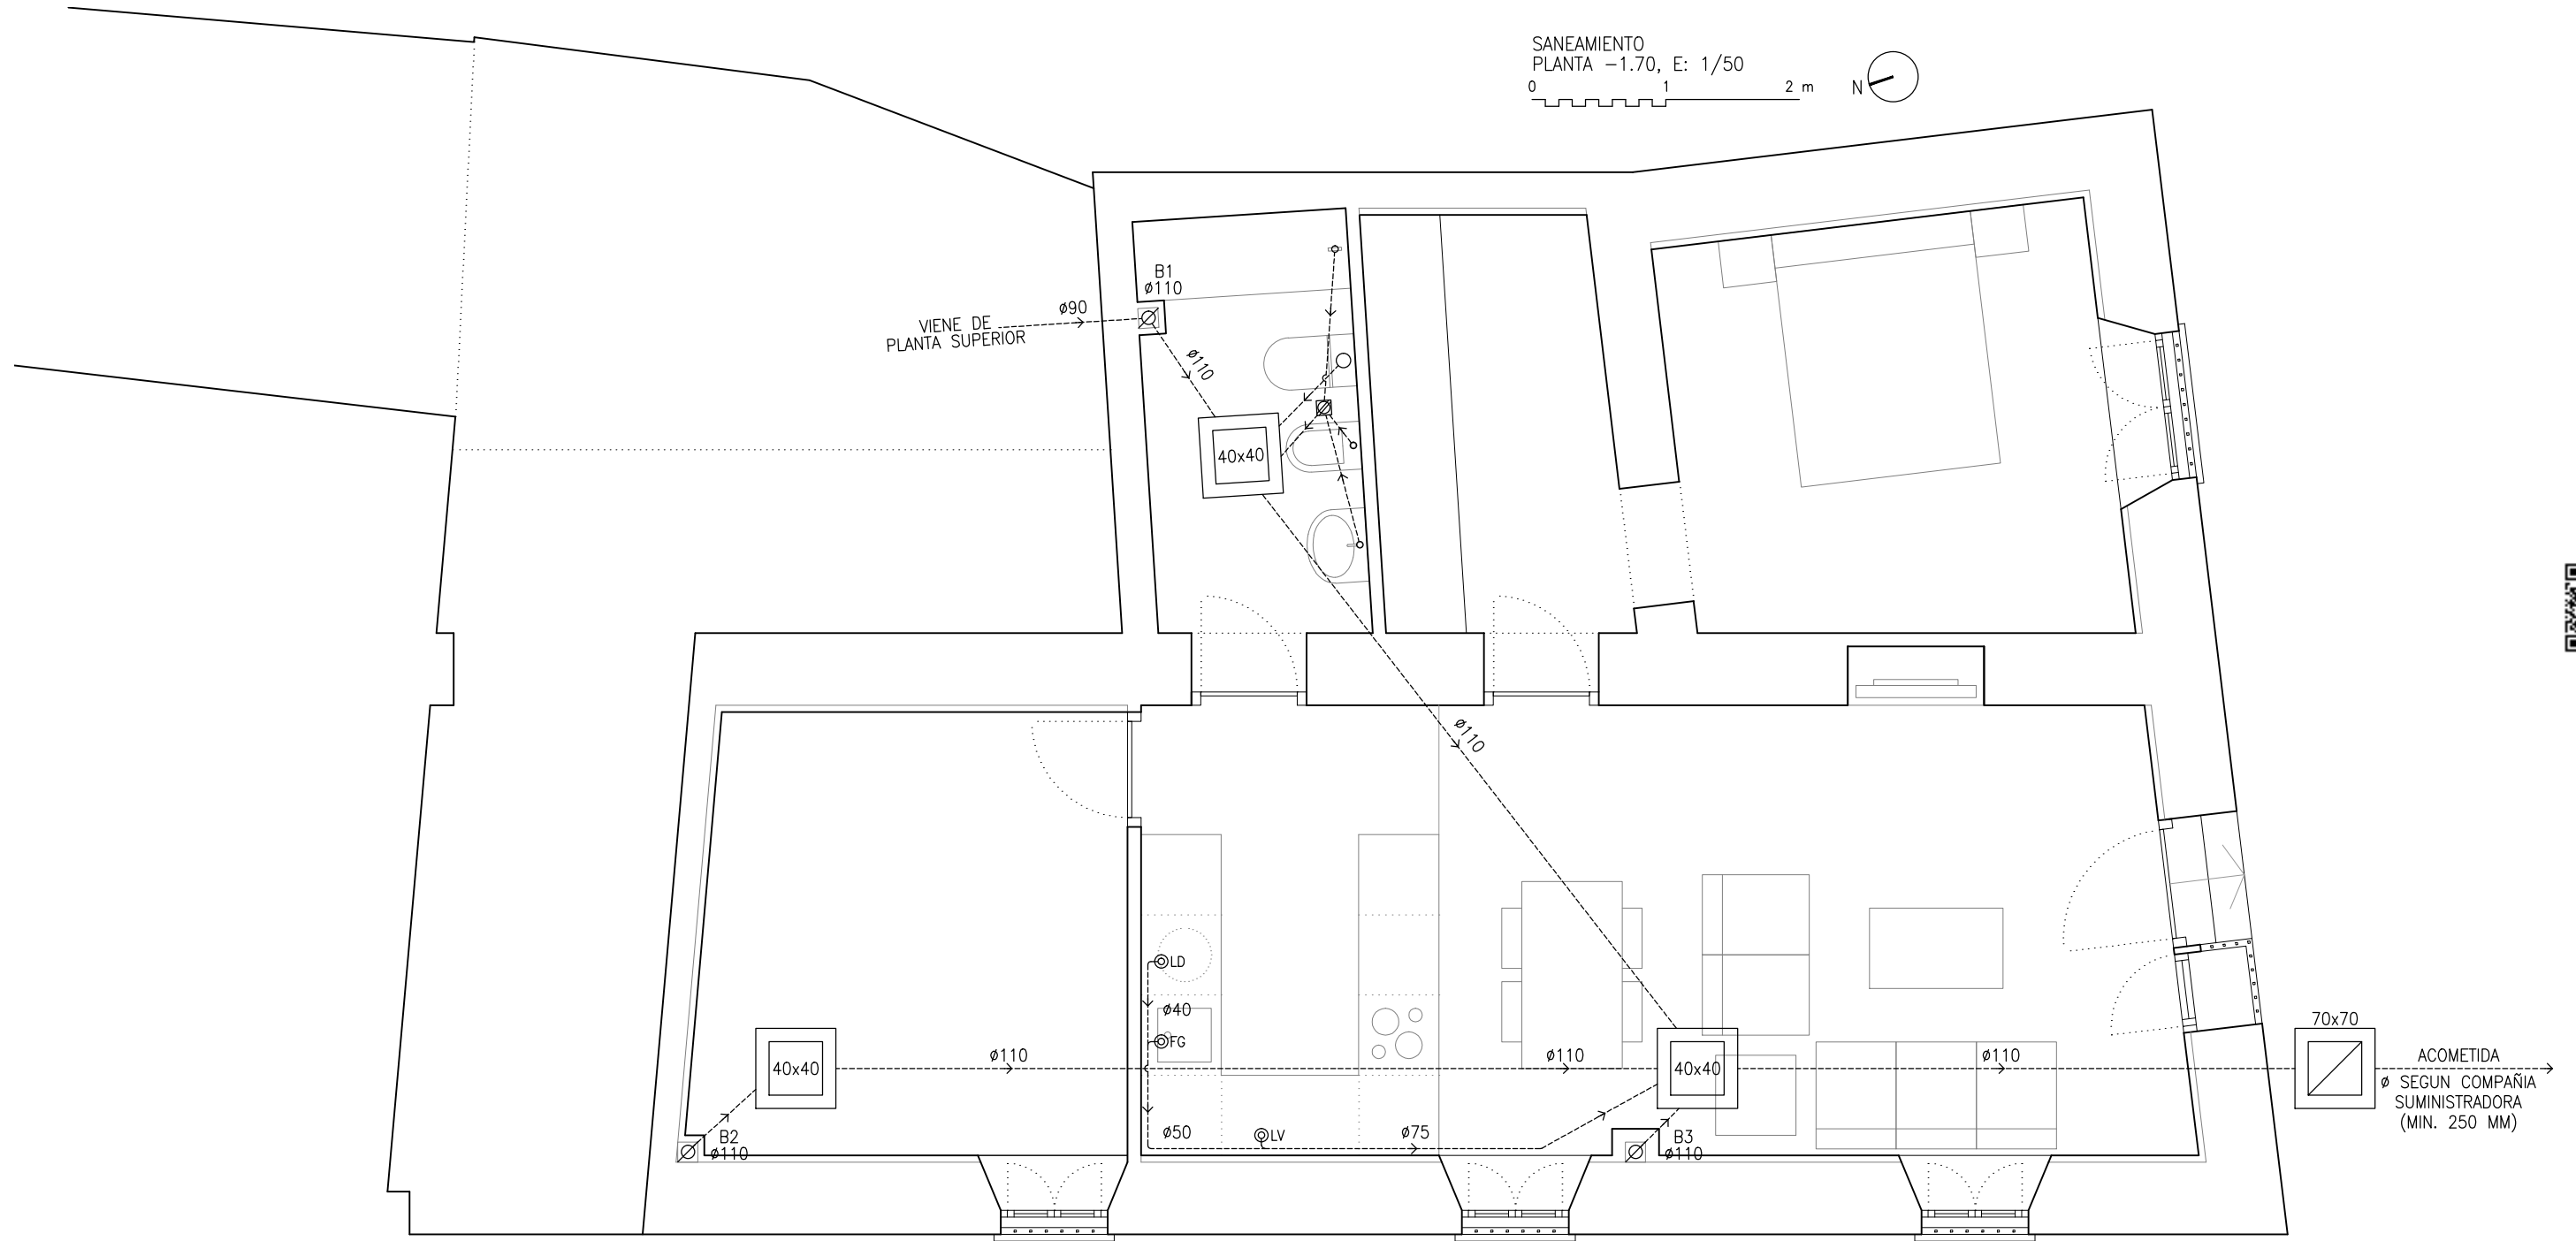 SANEAMIENTO
PLANTA -1.70, E: 1/50
0 1 2 m
N
B1
ø110
ø90
VIENE DE
PLANTA SUPERIOR
ø110
40x40
ø110
LD
ø40
FG
70x70
40x40
ø110
ø110
40x40
ø110
ACOMETIDA
ø SEGUN COMPAÑIA
SUMINISTRADORA
(MIN. 250 MM)
B2
ø110
ø50
LV
ø75
B3
ø110